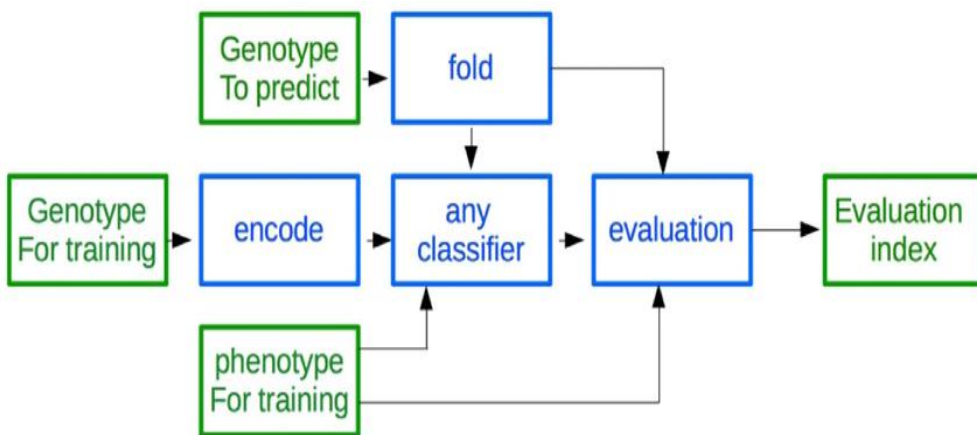 Genotype
To predict
fold
Genotype
For training
encode
any
classifier
evaluation
Evaluation
index
phenotype
For training